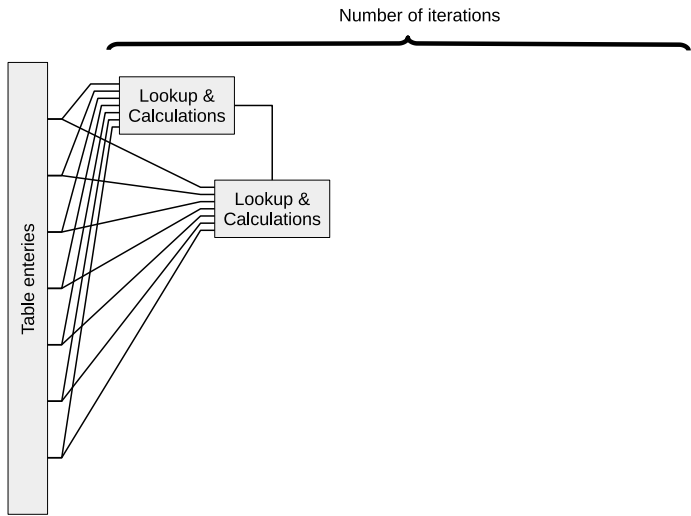 Number of iterations
Lookup &
Calculations
Lookup &
Calculations
Table enteries